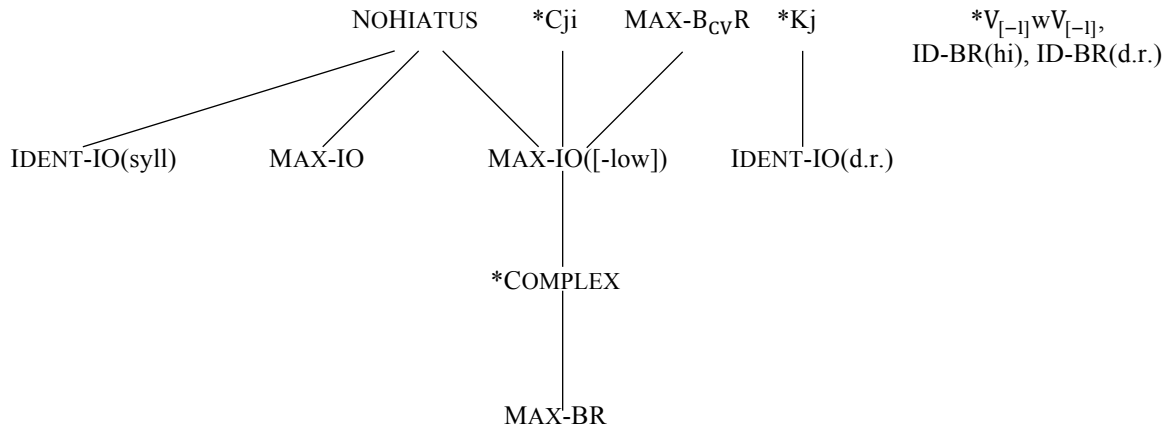 NOHIATUS *Cji MAX-B_CV R *Kj *V[−l]wV[−l],
ID-BR(hi), ID-BR(d.r.)
IDENT-IO(syll) MAX-IO MAX-IO([-low]) IDENT-IO(d.r.)
*COMPLEX
MAX-BR